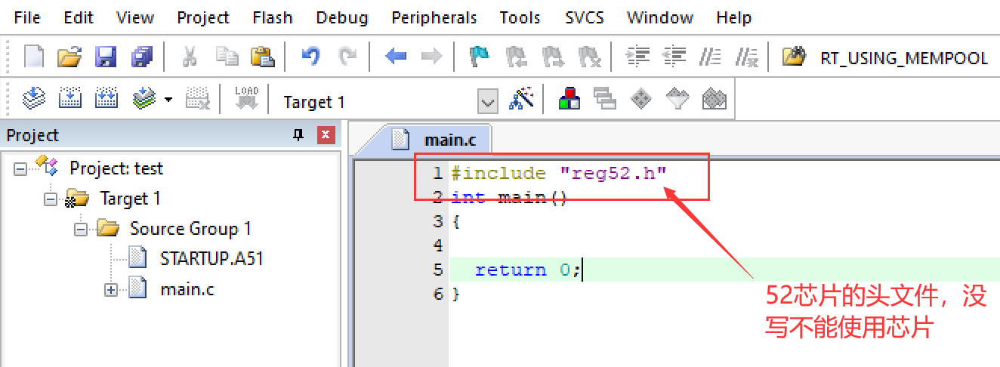 File Edit View Project Flash Debug Peripherals Tools SVCS Window Help
RT_USING_MEMPOOL
LOAD
Target 1
Project
main.c
Project: test
Target 1
Source Group 1
STARTUP.A51
main.c
1 #include "reg52.h"
2 int main()
3 {
4
5 return 0;
6 }
52芯片的头文件，没
写不能使用芯片